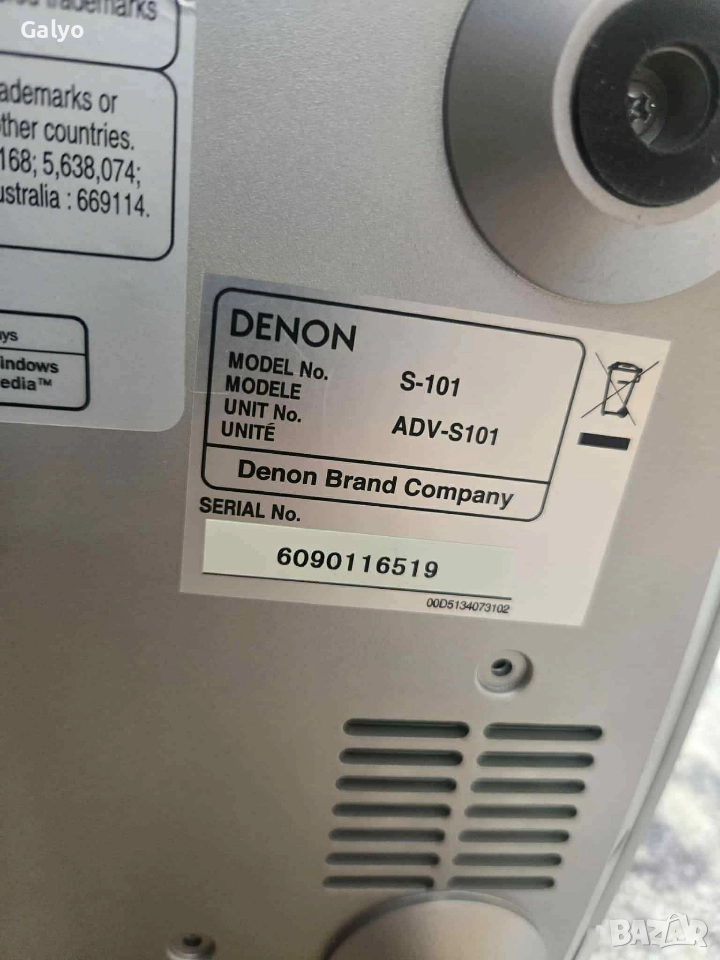 Galyo
trademarks
ademarks or
other countries.
168; 5,638,074;
ustralia : 669114.
ys
indows
edia™
DENON
MODEL No.
MODELE
S-101
UNIT No.
UNITÉ
ADV-S101
Denon Brand Company
SERIAL No.
6090116519
00D5134073102
BAZAR